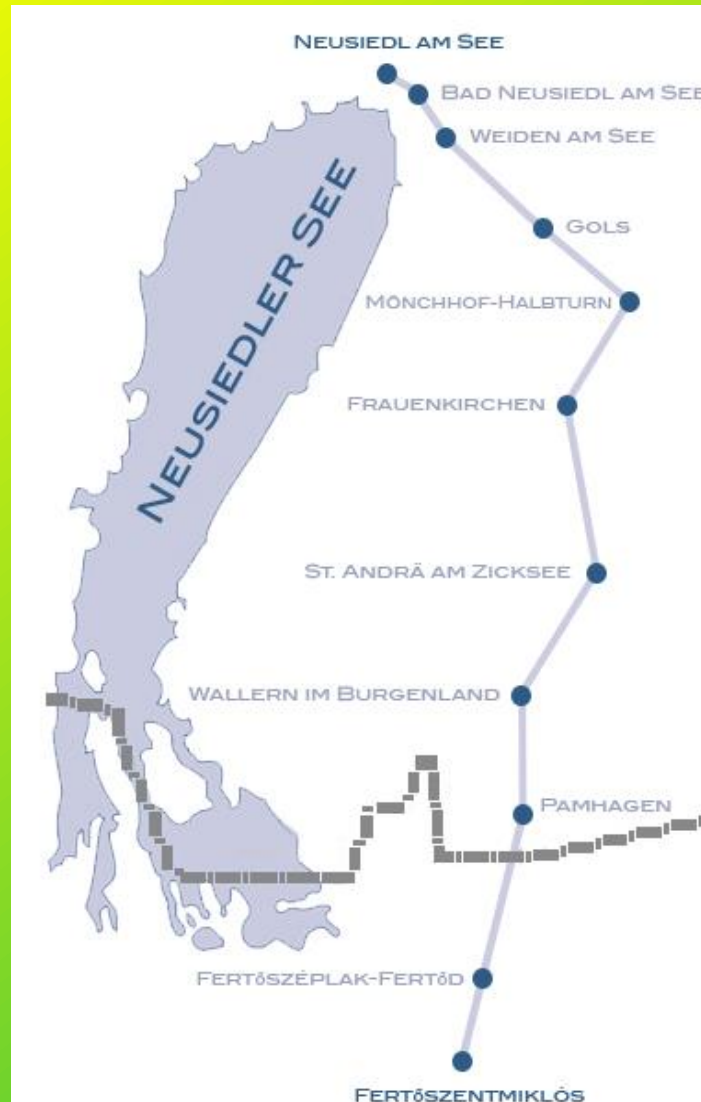 NEUSIEDL AM SEE
BAD NEUSIEDL AM SEE
WEIDEN AM SEE
GOLS
MÖNCHHOF-HALBTURN
NEUSIEDLER SEE
FRAUENKIRCHEN
ST. ANDRÄ AM ZICKSEE
WALLERN IM BURGENLAND
PAMHAGEN
FERTőSZÉPLAK-FERTőD
FERTőSZENTMIKLÓS